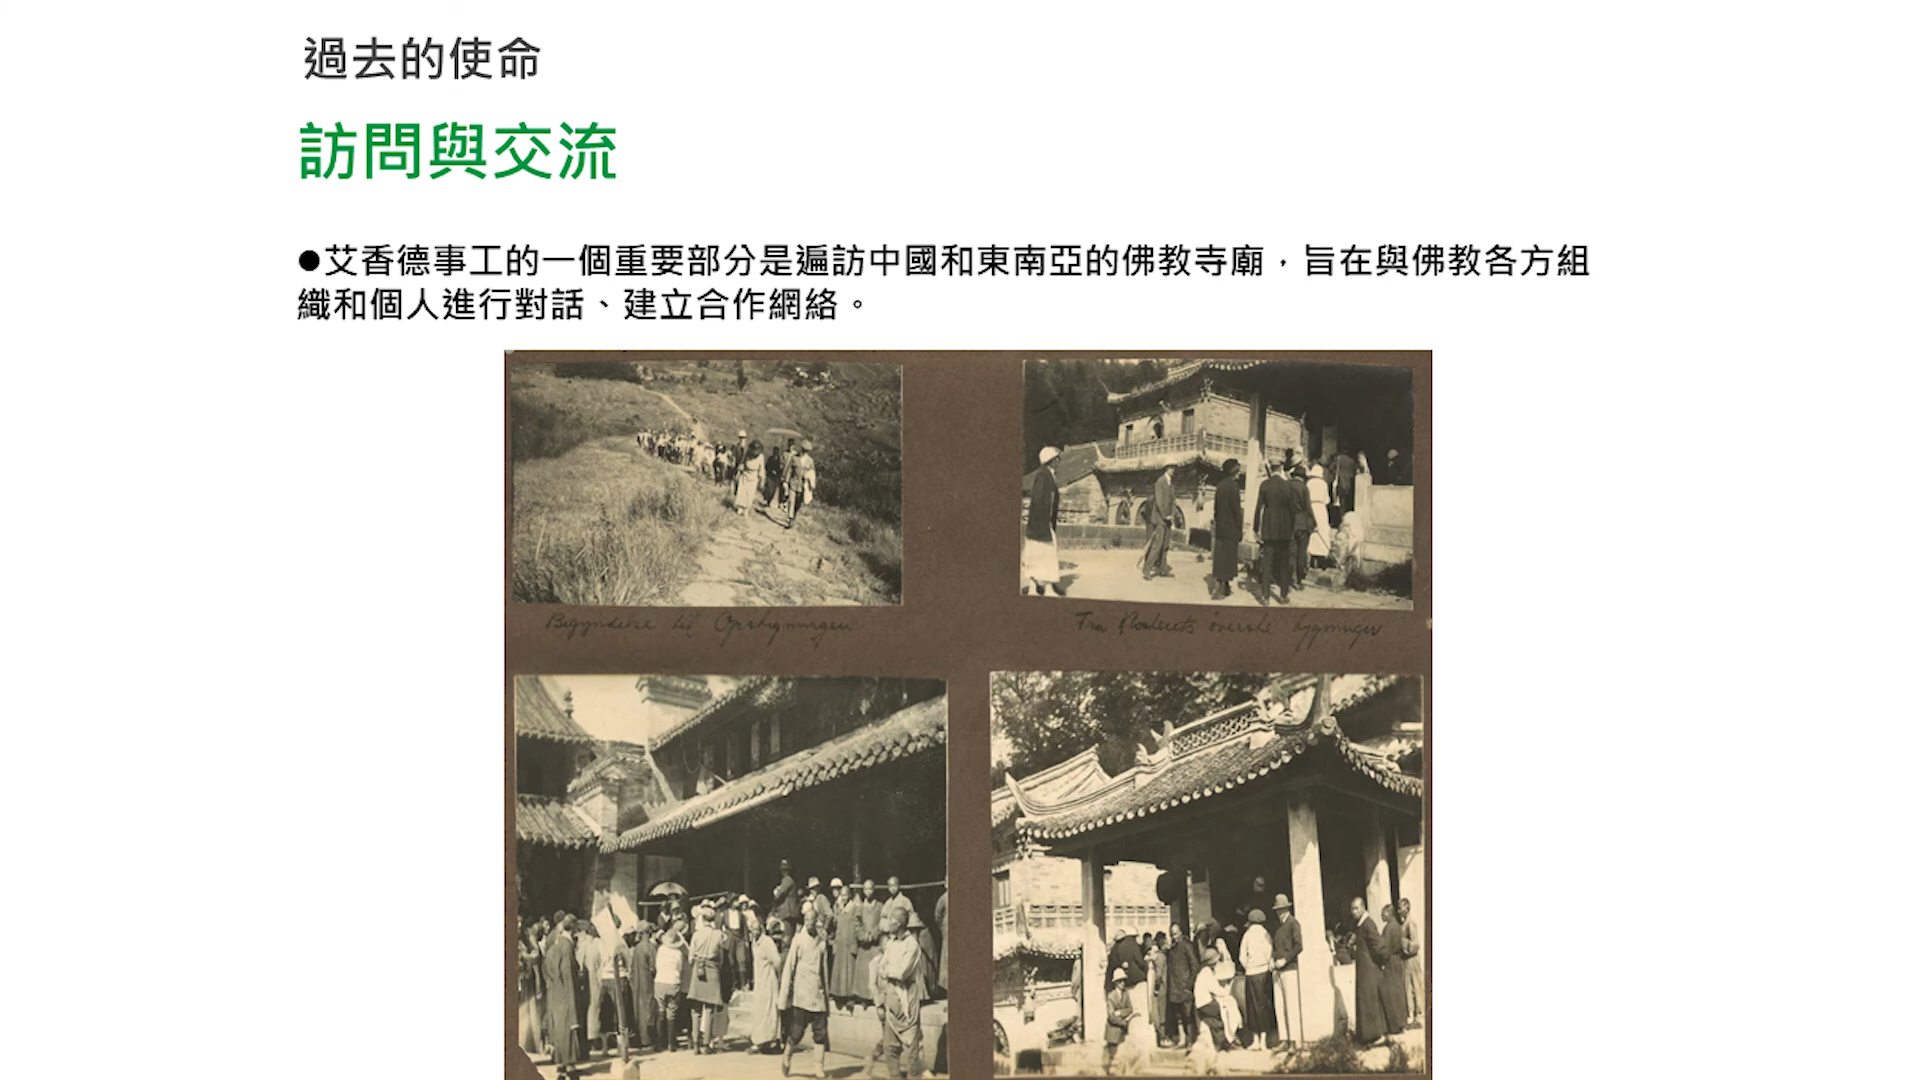 過去的使命
訪問與交流
●艾香德事工的一個重要部分是遍訪中國和東南亞的佛教寺廟，旨在與佛教各方組
織和個人進行對話、建立合作網絡。